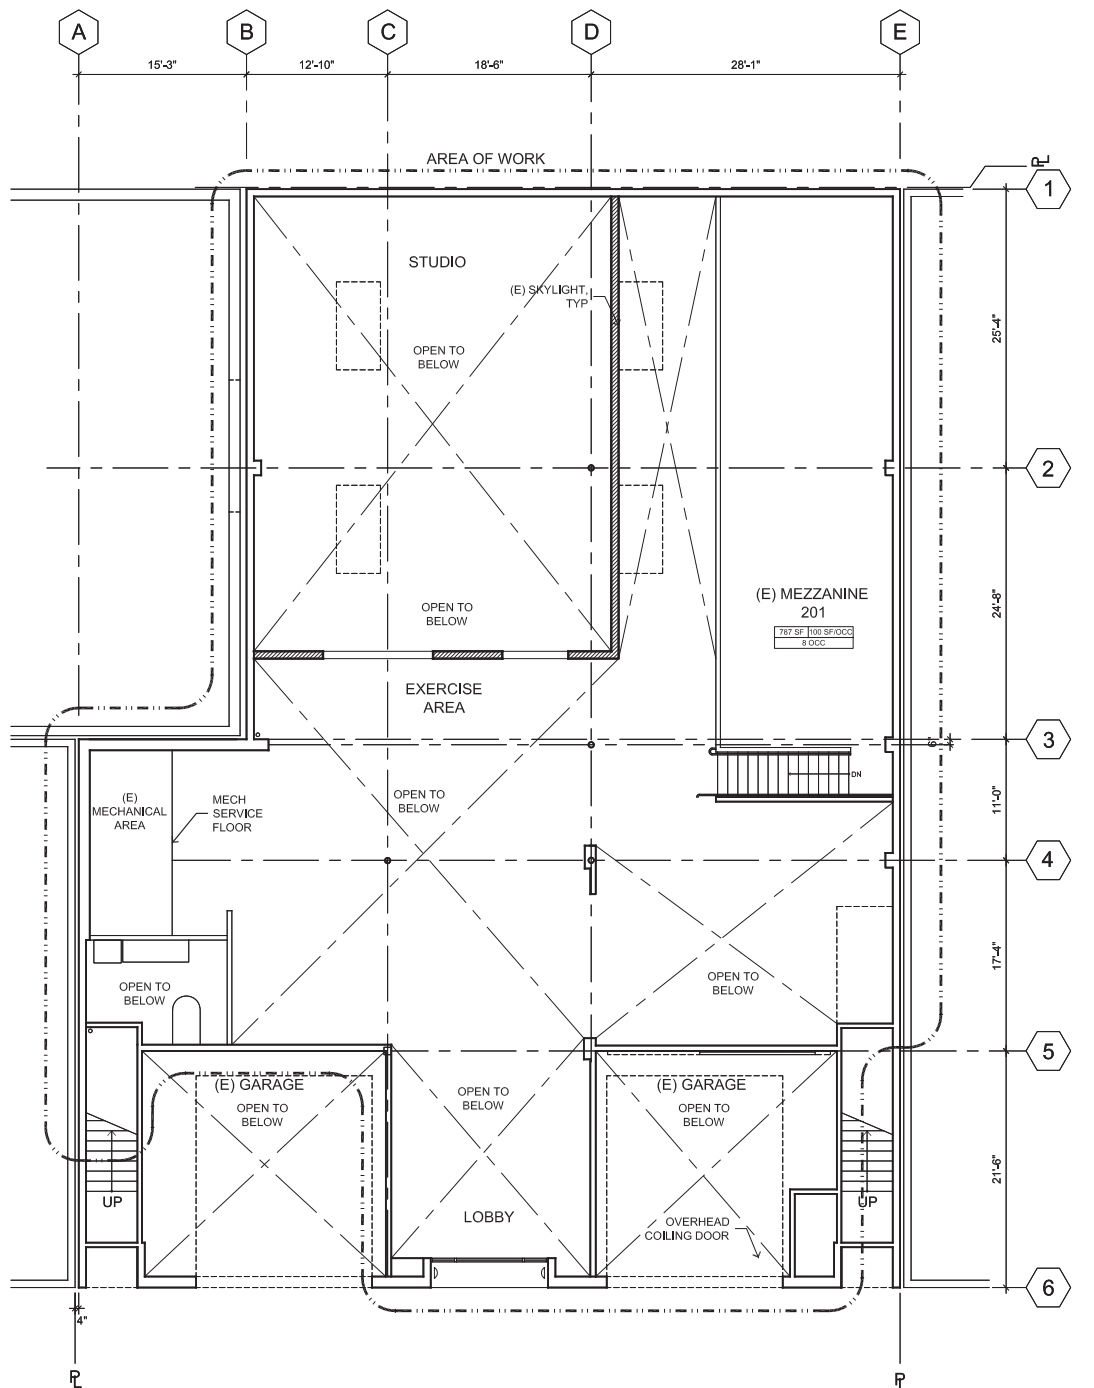 A B C D E
15'-3" 12'-10" 18'-6" 28'-1"
AREA OF WORK
PL
1
STUDIO
(E) SKYLIGHT,
TYP
25'-4"
OPEN TO
BELOW
2
(E) MEZZANINE
201
787 SF 100 SF/OCC
8 OCC
24'-8"
OPEN TO
BELOW
EXERCISE
AREA
3
6"
DN
(E)
MECHANICAL
AREA
MECH
SERVICE
FLOOR
OPEN TO
BELOW
11'-0"
4
17'-4"
OPEN TO
BELOW
OPEN TO
BELOW
5
(E) GARAGE
OPEN TO
BELOW
OPEN TO
BELOW
(E) GARAGE
OPEN TO
BELOW
21'-6"
UP
LOBBY
OVERHEAD
COILING DOOR
UP
6
4"
PL